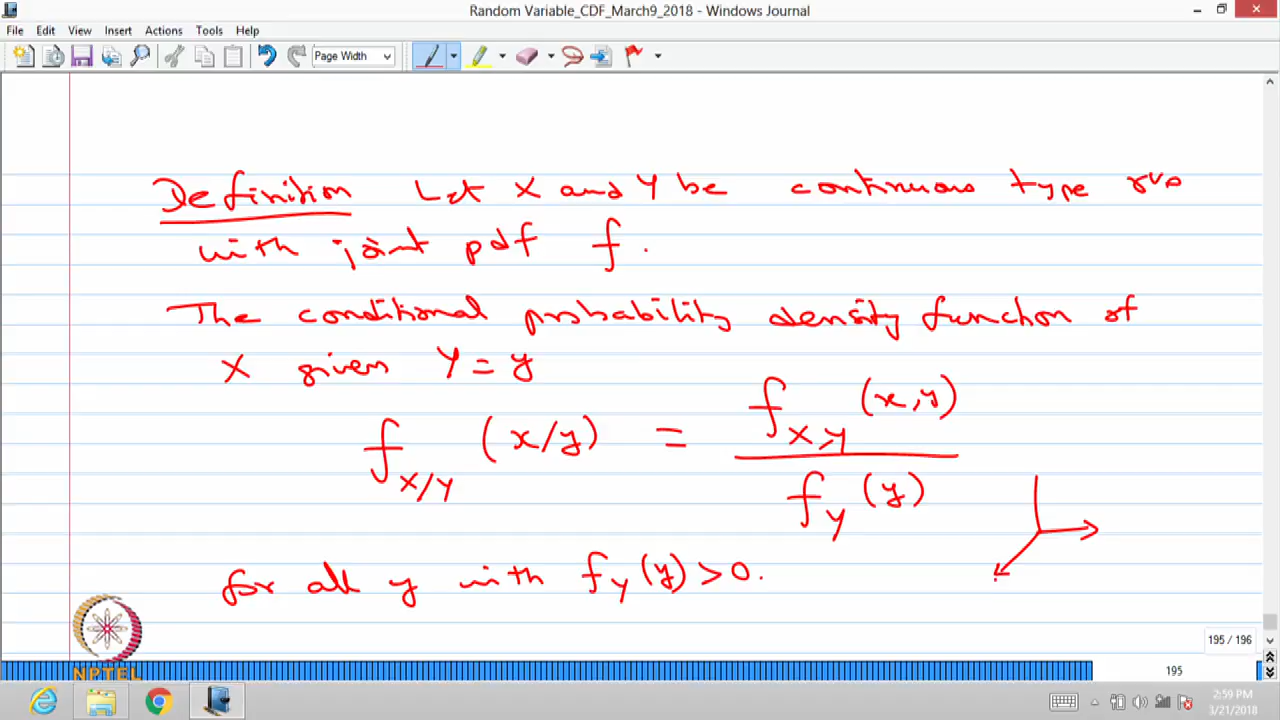 Random Variable_CDF_March9_2018 - Windows Journal
File Edit View Insert Actions Tools Help
Page Width
Definition Let X and Y be continuous type rvs
with joint pdf f.
The conditional probability density function of
X given Y = y
f_{X/Y} (x/y) = f_{X,Y} (x,y) / f_Y (y)
for all y with f_Y (y) > 0.
NPTEL
195 / 196
195
2:59 PM
3/21/2018